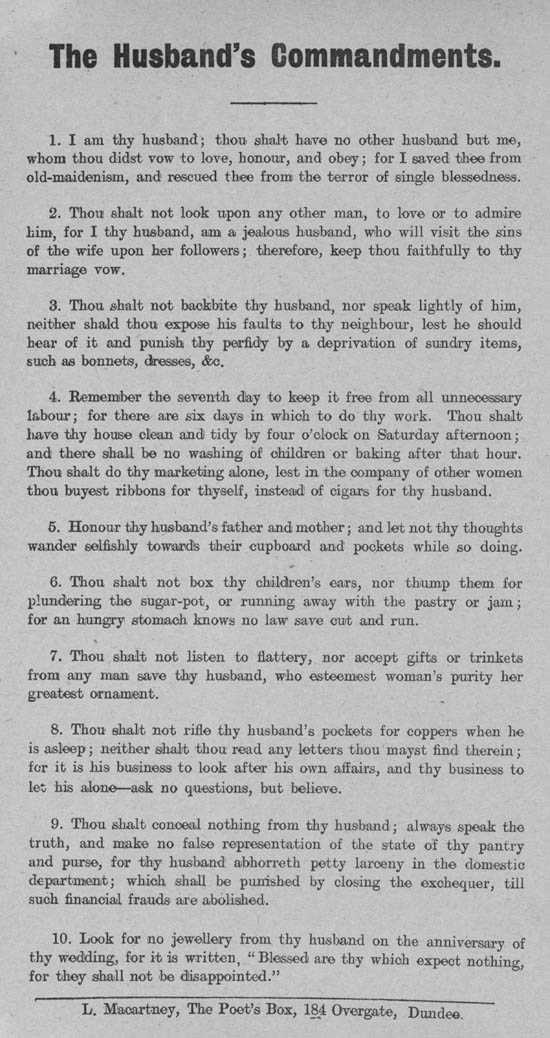 The Husband's Commandments.
1. I am thy husband; thou shalt have no other husband but me,
whom thou didst vow to love, honour, and obey; for I saved thee from
old-maidenism, and rescued thee from the terror of single blessedness.
2. Thou shalt not look upon any other man, to love or to admire
him, for I thy husband, am a jealous husband, who will visit the sins
of the wife upon her followers; therefore, keep thou faithfully to thy
marriage vow.
3. Thou shalt not backbite thy husband, nor speak lightly of him,
neither shald thou expose his faults to thy neighbour, lest he should
hear of it and punish thy perfidy by a deprivation of sundry items,
such as bonnets, dresses, &c.
4. Remember the seventh day to keep it free from all unnecessary
labour; for there are six days in which to do thy work. Thou shalt
have thy house clean and tidy by four o'clock on Saturday afternoon;
and there shall be no washing of children or baking after that hour.
Thou shalt do thy marketing alone, lest in the company of other women
thou buyest ribbons for thyself, instead of cigars for thy husband.
5. Honour thy husband's father and mother; and let not thy thoughts
wander selfishly towards their cupboard and pockets while so doing.
6. Thou shalt not box thy children's ears, nor thump them for
plundering the sugar-pot, or running away with the pastry or jam;
for an hungry stomach knows no law save cut and run.
7. Thou shalt not listen to flattery, nor accept gifts or trinkets
from any man save thy husband, who esteemest woman's purity her
greatest ornament.
8. Thou shalt not rifle thy husband's pockets for coppers when he
is asleep; neither shalt thou read any letters thou mayst find therein;
for it is his business to look after his own affairs, and thy business to
let his alone—ask no questions, but believe.
9. Thou shalt conceal nothing from thy husband; always speak the
truth, and make no false representation of the state of thy pantry
and purse, for thy husband abhorreth petty larceny in the domestic
department; which shall be punished by closing the exchequer, till
such financial frauds are abolished.
10. Look for no jewellery from thy husband on the anniversary of
thy wedding, for it is written, "Blessed are thy which expect nothing,
for they shall not be disappointed."
L. Macartney, The Poet's Box, 184 Overgate, Dundee.